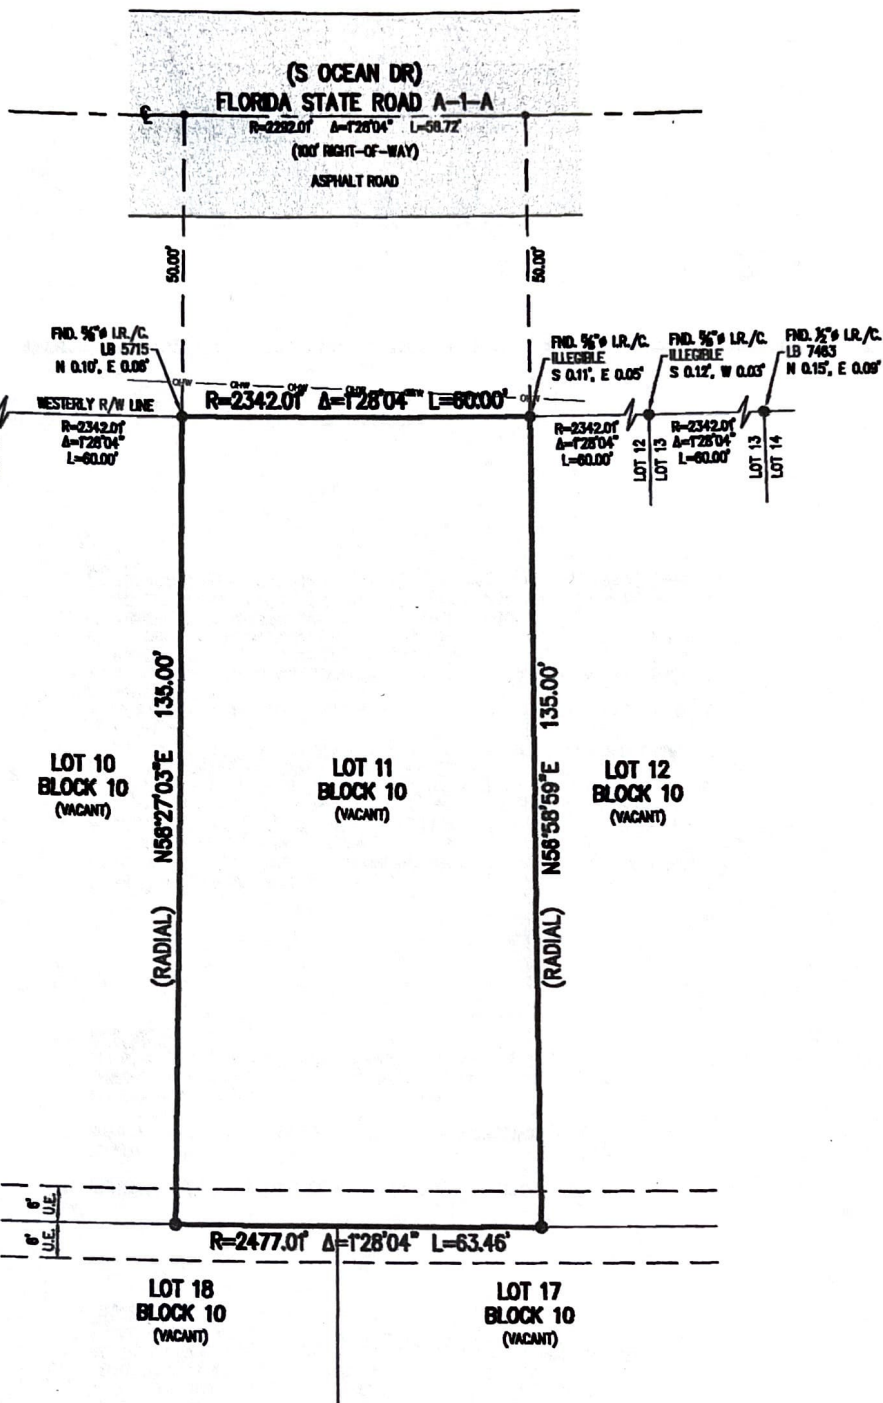 (S OCEAN DR)
FLORIDA STATE ROAD A-1-A
℄
R=2292.01' Δ=1°28'04" L=58.72'
(100' RIGHT-OF-WAY)
ASPHALT ROAD
50.00'
50.00'
FND. 5/8"ø I.R./C.
LB 5715
N 0.10', E 0.08'
FND. 5/8"ø I.R./C.
ILLEGIBLE
S 0.11', E 0.05'
FND. 5/8"ø I.R./C.
ILLEGIBLE
S 0.12', W 0.03'
FND. 1/2"ø I.R./C.
LB 7463
N 0.15', E 0.09'
OHW OHW OHW OHW OHW
WESTERLY R/W LINE
R=2342.01'
Δ=1°28'04"
L=60.00'
R=2342.01' Δ=1°28'04" L=60.00'
R=2342.01'
Δ=1°28'04"
L=60.00'
LOT 12
LOT 13
R=2342.01'
Δ=1°28'04"
L=60.00'
LOT 13
LOT 14
(RADIAL) N58°27'03"E 135.00'
(RADIAL) N56°58'59"E 135.00'
LOT 10
BLOCK 10
(VACANT)
LOT 11
BLOCK 10
(VACANT)
LOT 12
BLOCK 10
(VACANT)
6'
U.E.
6'
U.E.
R=2477.01' Δ=1°28'04" L=63.46'
LOT 18
BLOCK 10
(VACANT)
LOT 17
BLOCK 10
(VACANT)